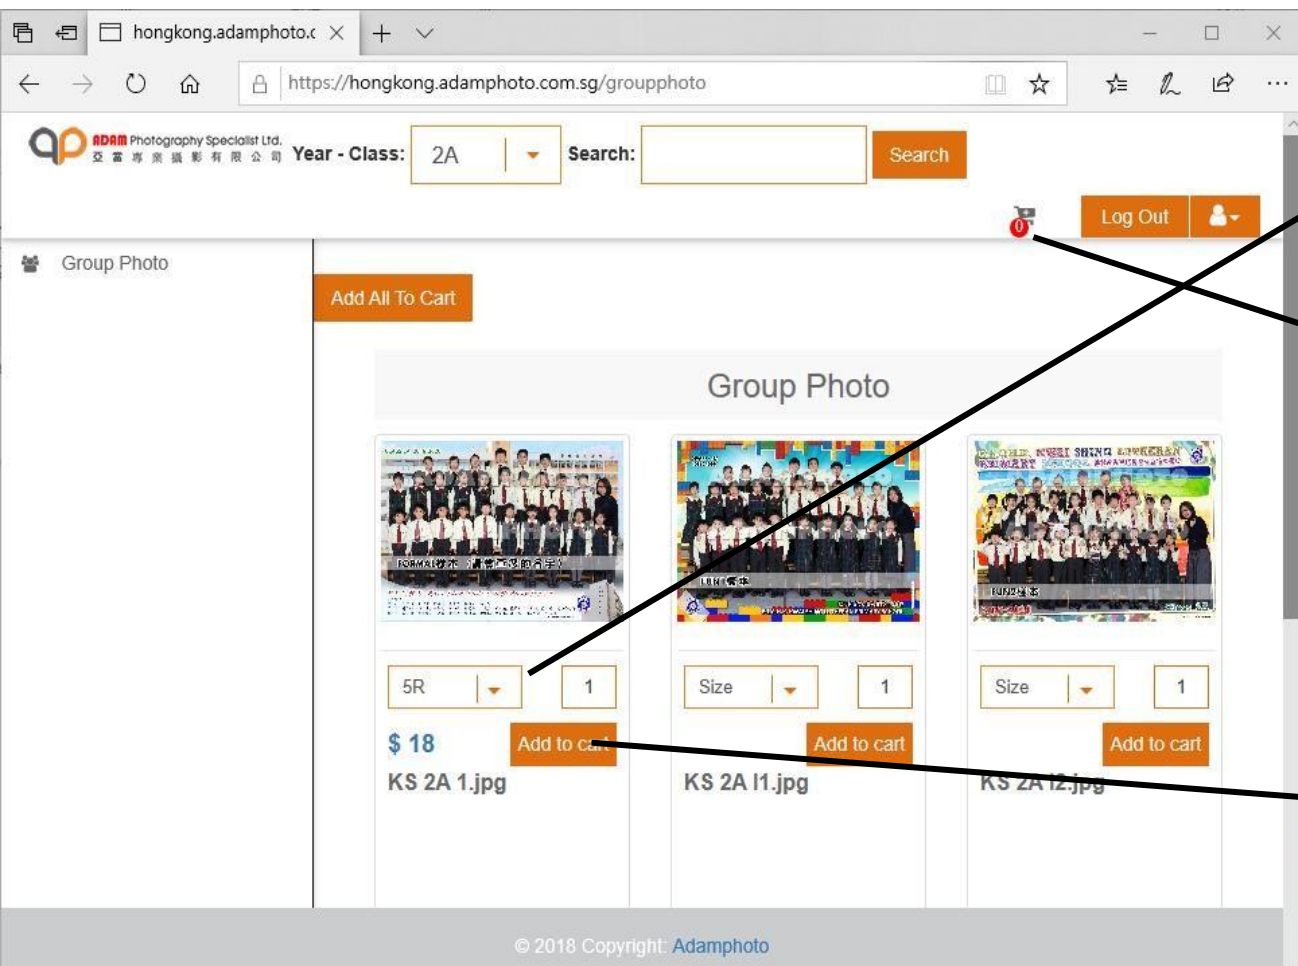 hongkong.adamphoto.c
https://hongkong.adamphoto.com.sg/groupphoto
ADAM Photography Specialist Ltd.
亞當專業攝影有限公司
Year - Class: 2A Search: Search
0 Log Out
Group Photo
Add All To Cart
Group Photo
5R 1 Size 1 Size 1
$ 18 Add to cart Add to cart Add to cart
KS 2A 1.jpg KS 2A I1.jpg KS 2A I2.jpg
© 2018 Copyright: Adamphoto